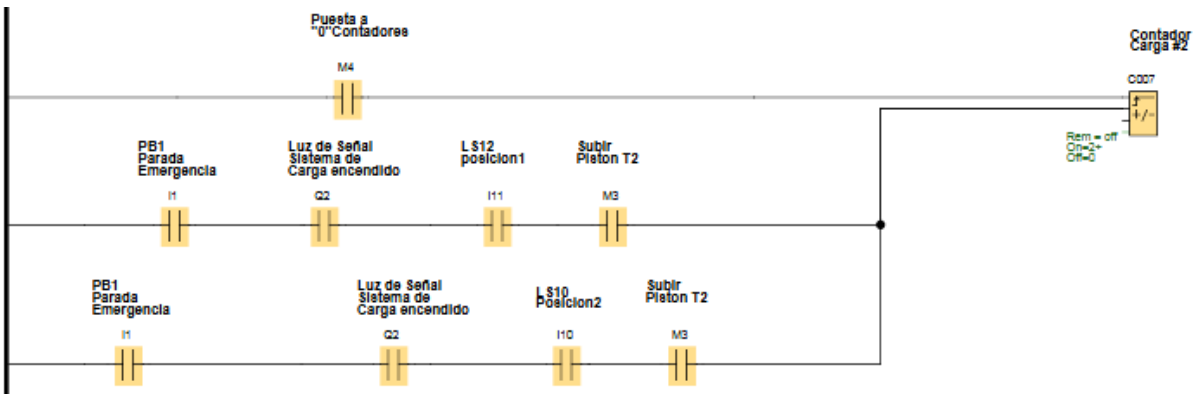 Puesta a
"0"Contadores
M4
Contador
Carga #2
C007
+/-
Rem = off
On=2+
Off=0
PB1
Parada
Emergencia
I1
Luz de Señal
Sistema de
Carga encendido
Q2
LS12
posicion1
I11
Subir
Piston T2
M3
PB1
Parada
Emergencia
I1
Luz de Señal
Sistema de
Carga encendido
Q2
LS10
Posicion2
I10
Subir
Piston T2
M3